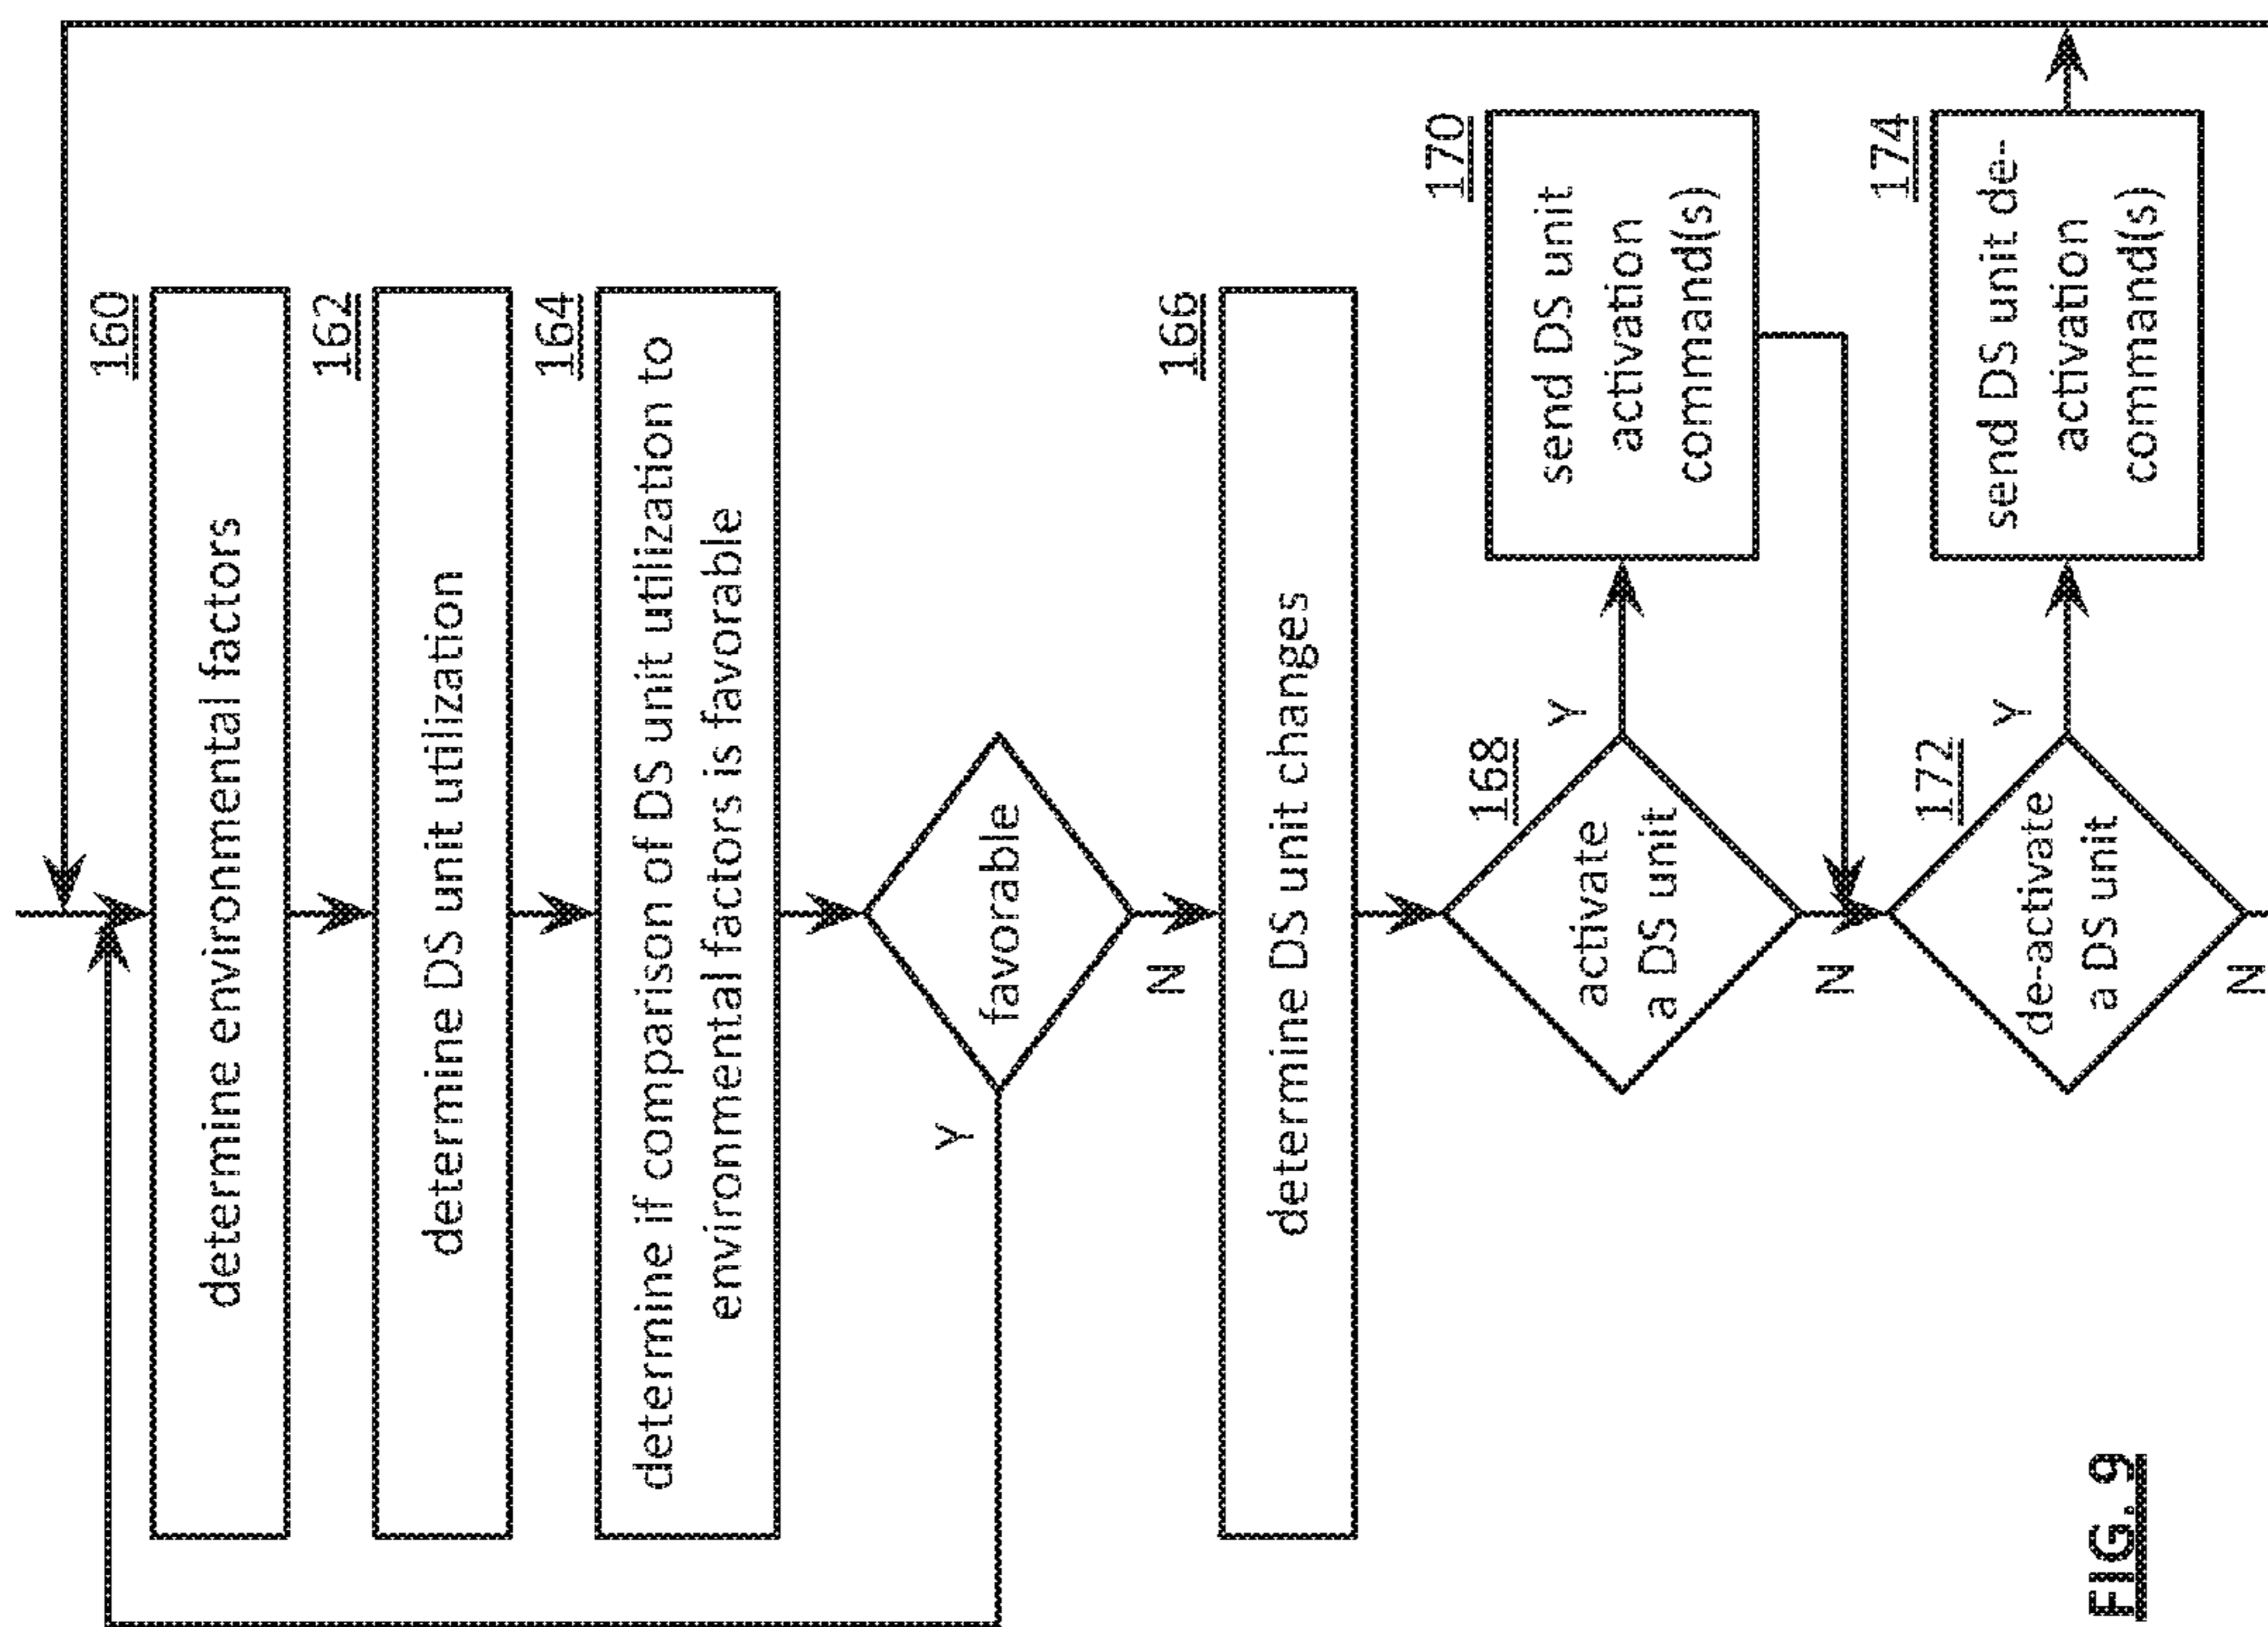 160
determine environmental factors
162
determine DS unit utilization
164
determine if comparison of DS unit utilization to
environmental factors is favorable
favorable
Y
N
166
determine DS unit changes
168
activate
a DS unit
Y
N
170
send DS unit
activation
command(s)
172
de-activate
a DS unit
Y
N
174
send DS unit de-
activation
command(s)
FIG. 9